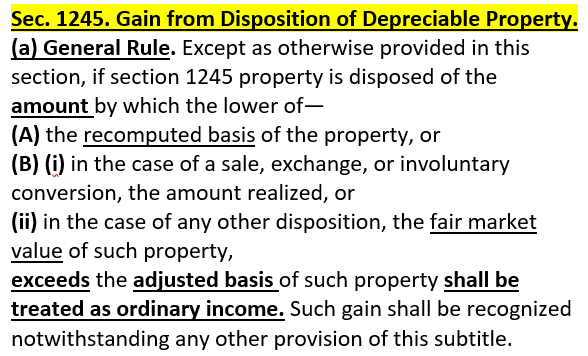 Sec. 1245. Gain from Disposition of Depreciable Property.
(a) General Rule. Except as otherwise provided in this
section, if section 1245 property is disposed of the
amount by which the lower of—
(A) the recomputed basis of the property, or
(B) (i) in the case of a sale, exchange, or involuntary
conversion, the amount realized, or
(ii) in the case of any other disposition, the fair market
value of such property,
exceeds the adjusted basis of such property shall be
treated as ordinary income. Such gain shall be recognized
notwithstanding any other provision of this subtitle.